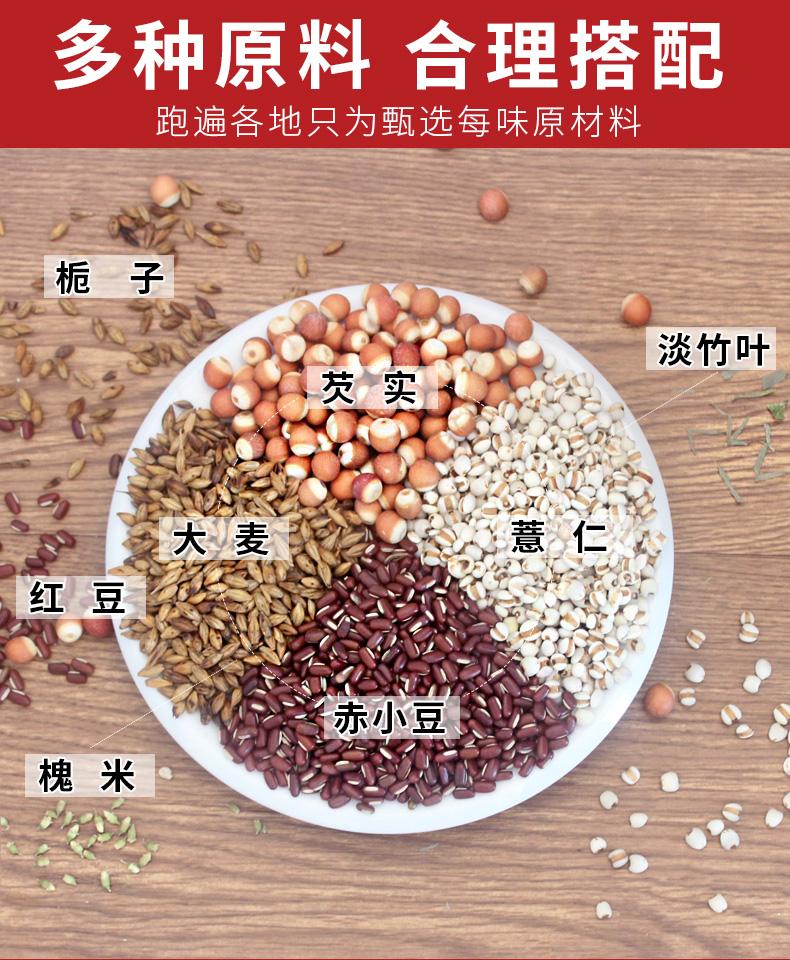 多种原料 合理搭配
跑遍各地只为甄选每味原材料
栀 子
淡竹叶
芡 实
大 麦
薏 仁
红 豆
赤小豆
槐 米